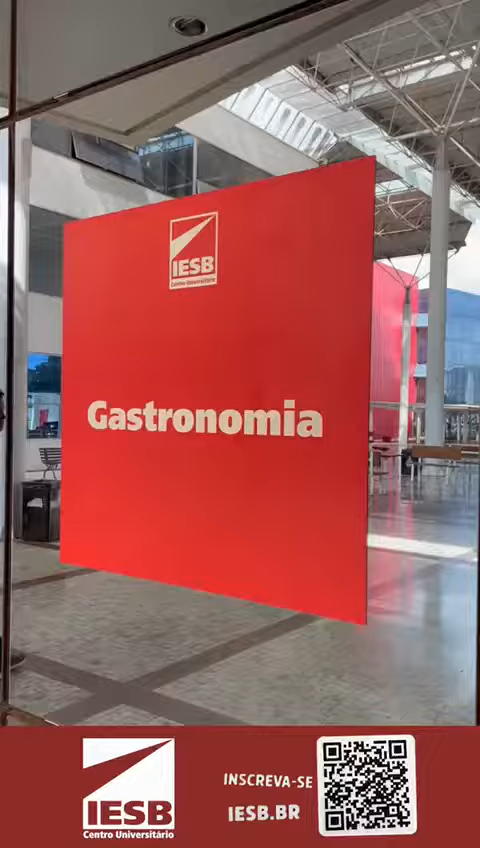 IESB
Centro Universitário
Gastronomia
IESB
Centro Universitário
INSCREVA-SE
IESB.BR